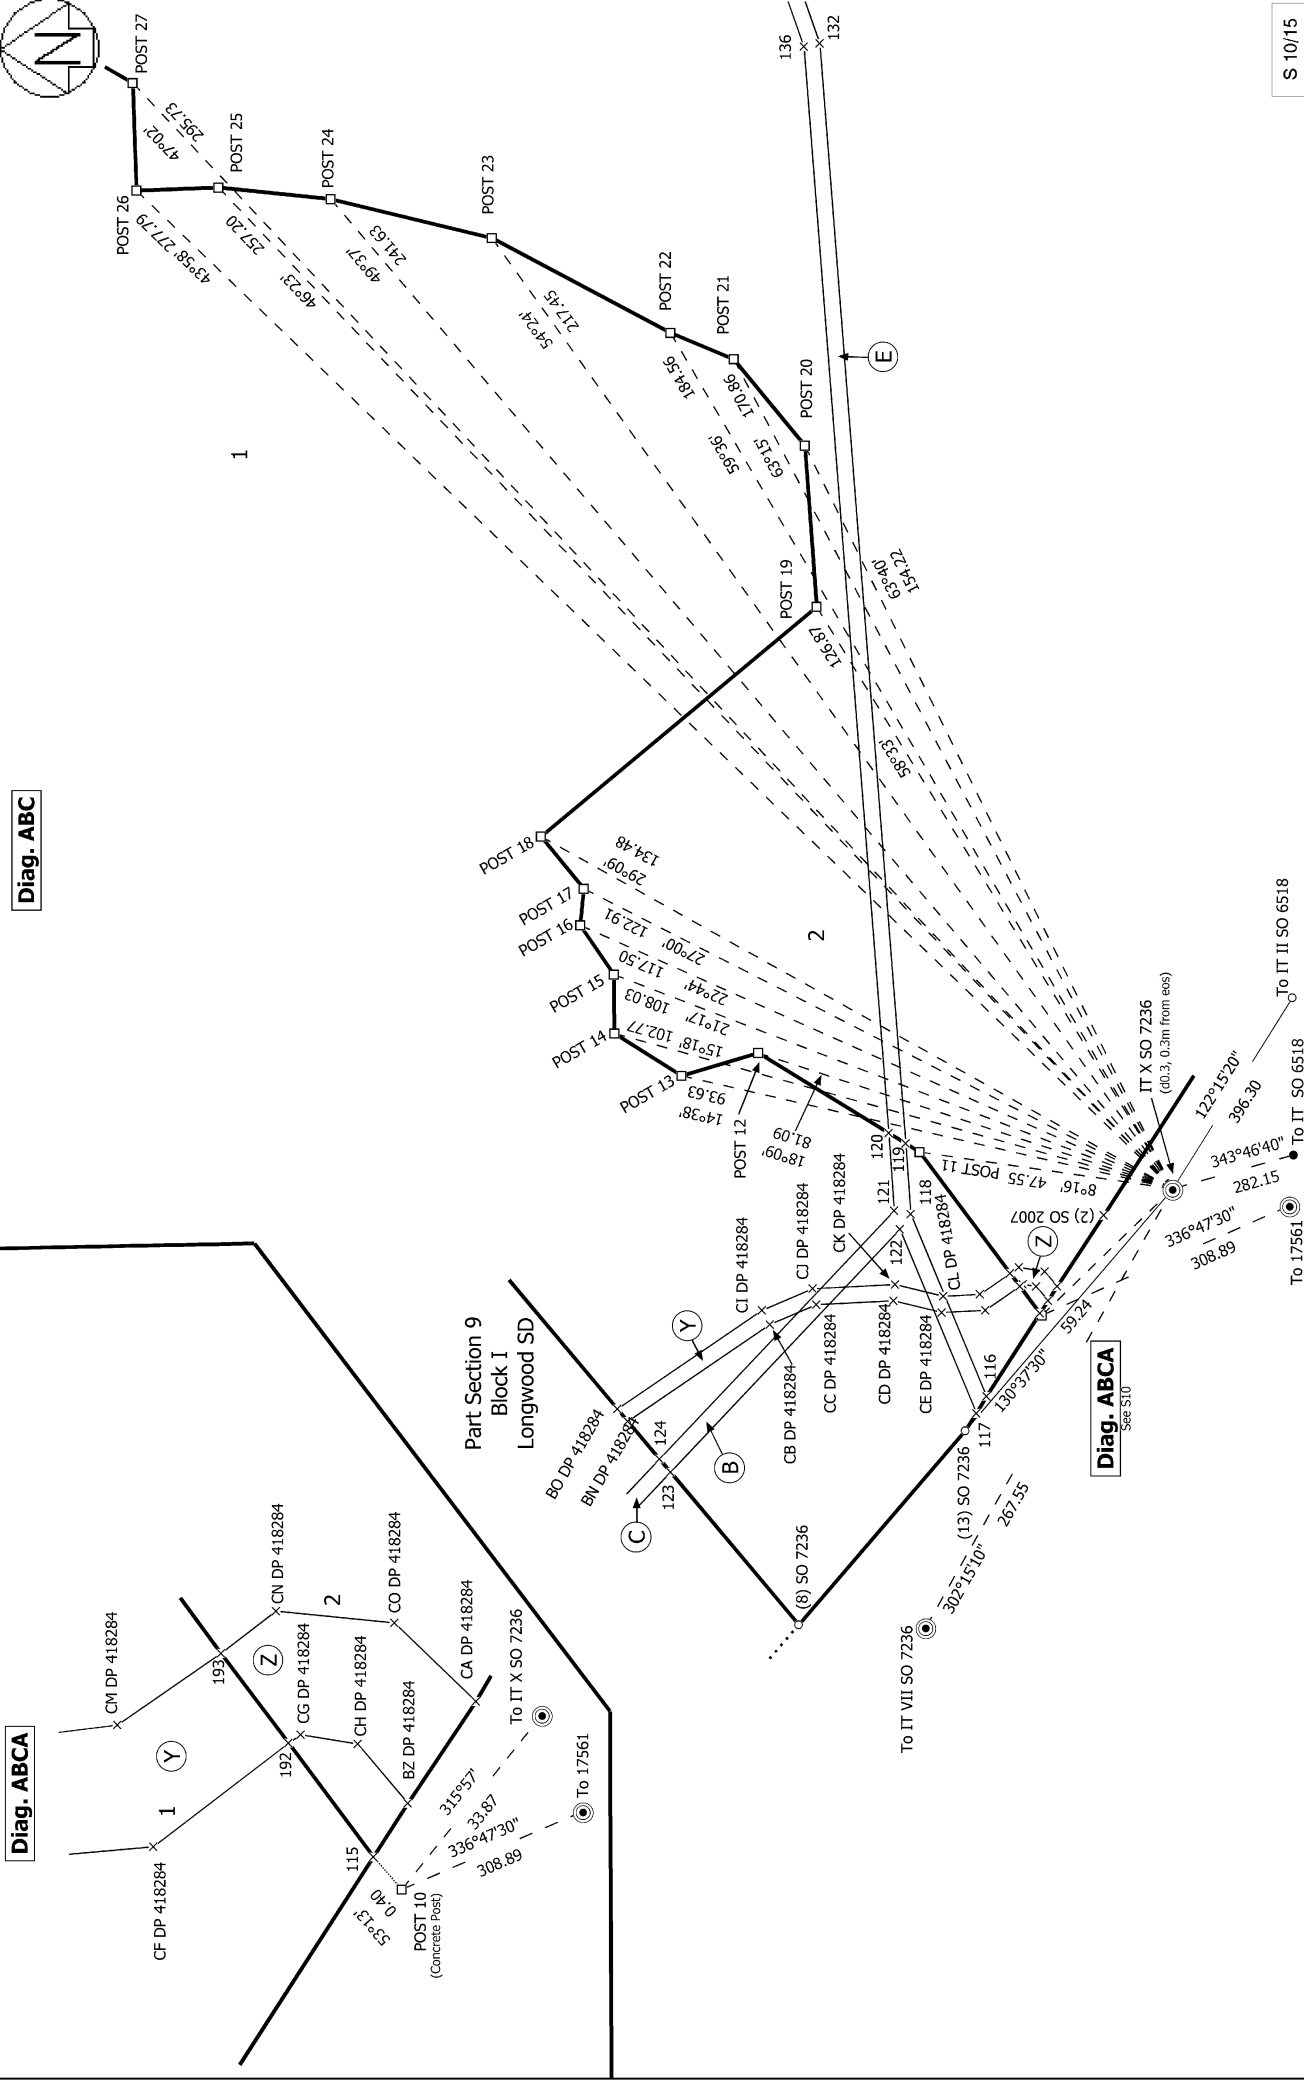 Diag. ABCA
1
Y
CM DP 418284
CF DP 418284
193
Z
CN DP 418284
2
192
CG DP 418284
CO DP 418284
CH DP 418284
115
BZ DP 418284
CA DP 418284
53°13'
0.40
POST 10
(Concrete Post)
315°57'
33.87
To IT X SO 7236
336°47'30"
308.89
To 17561
Diag. ABC
N
POST 27
47°02'
295.73
POST 26
43°58' 277.79
POST 25
257.20
46°23'
POST 24
241.63
49°37'
POST 23
217.45
54°24'
POST 22
184.56
59°36'
POST 21
170.86
63°15'
POST 20
154.22
63°40'
POST 19
126.87
58°33'
1
136
132
E
POST 18
134.48
29°09'
POST 17
122.91
27°00'
POST 16
117.50
22°44'
POST 15
108.03
21°17'
POST 14
102.77
15°18'
POST 13
93.63
14°38'
POST 12
81.09
18°09'
2
120
119
POST 11
47.55
8°16'
121
118
122
Part Section 9
Block I
Longwood SD
BO DP 418284
BN DP 418284
Y
CI DP 418284
CJ DP 418284
CK DP 418284
CL DP 418284
124
123
C
B
CB DP 418284
CC DP 418284
CD DP 418284
CE DP 418284
(8) SO 7236
(13) SO 7236
117
116
130°37'30"
59.24
Z
(2) SO 2007
Diag. ABCA
See S10
To IT VII SO 7236
302°15'10"
267.55
IT X SO 7236
(d0.3, 0.3m from eos)
122°15'20"
396.30
To IT II SO 6518
343°46'40"
282.15
To IT SO 6518
336°47'30"
308.89
To 17561
S 10/15